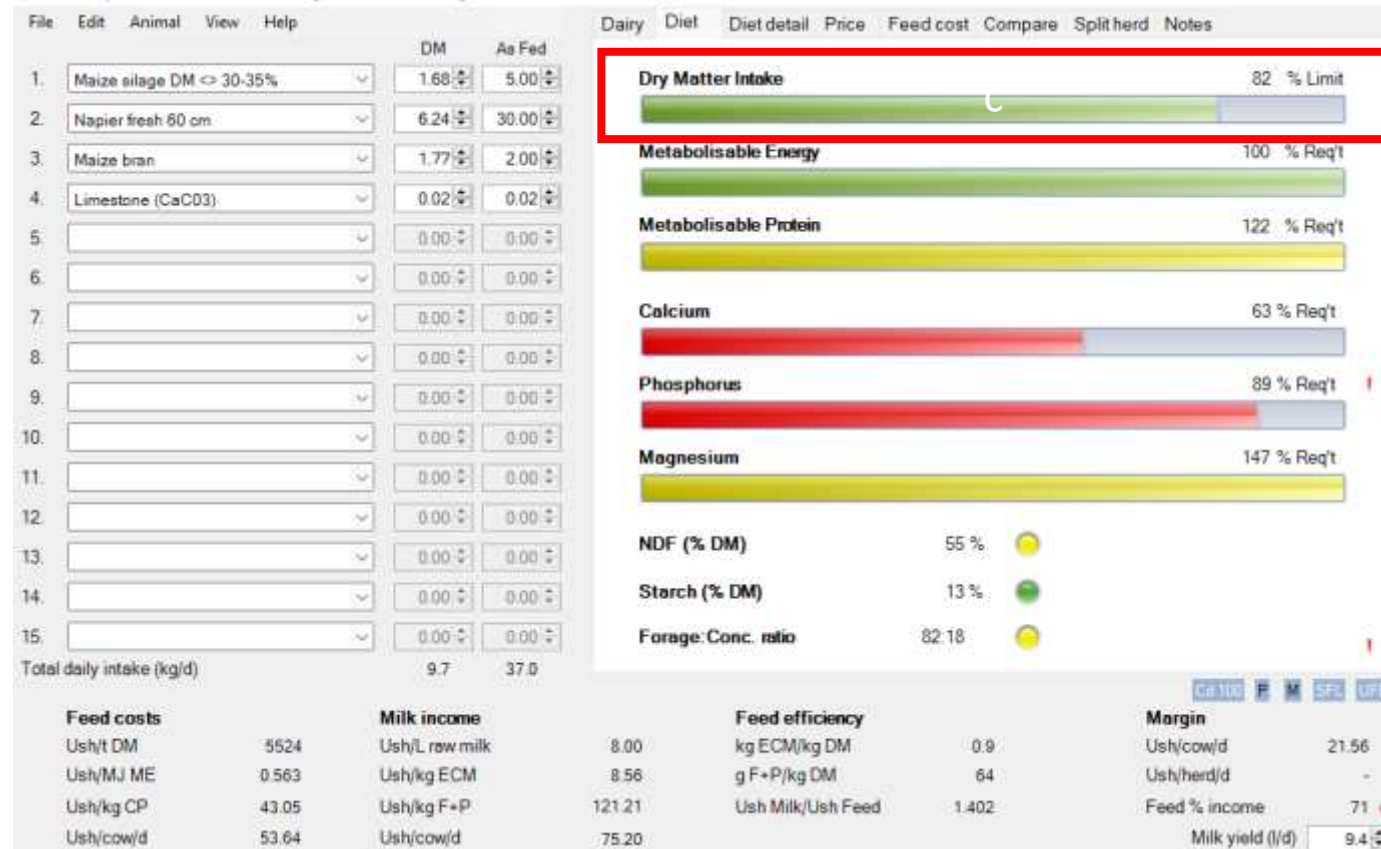 File Edit Animal View Help
Dairy Diet Diet detail Price Feed cost Compare Split herd Notes
DM As Fed
1. Maize silage DM <> 30-35% 1.68 5.00
2. Napier fresh 60 cm 6.24 30.00
3. Maize bran 1.77 2.00
4. Limestone (CaC03) 0.02 0.02
5. 0.00 0.00
6. 0.00 0.00
7. 0.00 0.00
8. 0.00 0.00
9. 0.00 0.00
10. 0.00 0.00
11. 0.00 0.00
12. 0.00 0.00
13. 0.00 0.00
14. 0.00 0.00
15. 0.00 0.00
Total daily intake (kg/d) 9.7 37.0
Dry Matter Intake 82 % Limit
c
Metabolisable Energy 100 % Req't
Metabolisable Protein 122 % Req't
Calcium 63 % Req't
Phosphorus 89 % Req't !
Magnesium 147 % Req't
NDF (% DM) 55 %
Starch (% DM) 13 %
Forage:Conc. ratio 82:18 !
P M SFL
Feed costs
Ush/t DM 5524
Ush/MJ ME 0.563
Ush/kg CP 43.05
Ush/cow/d 53.64
Milk income
Ush/L raw milk 8.00
Ush/kg ECM 8.56
Ush/kg F+P 121.21
Ush/cow/d 75.20
Feed efficiency
kg ECM/kg DM 0.9
g F+P/kg DM 64
Ush Milk/Ush Feed 1.402
Margin
Ush/cow/d 21.56
Ush/herd/d -
Feed % income 71
Milk yield (l/d) 9.4